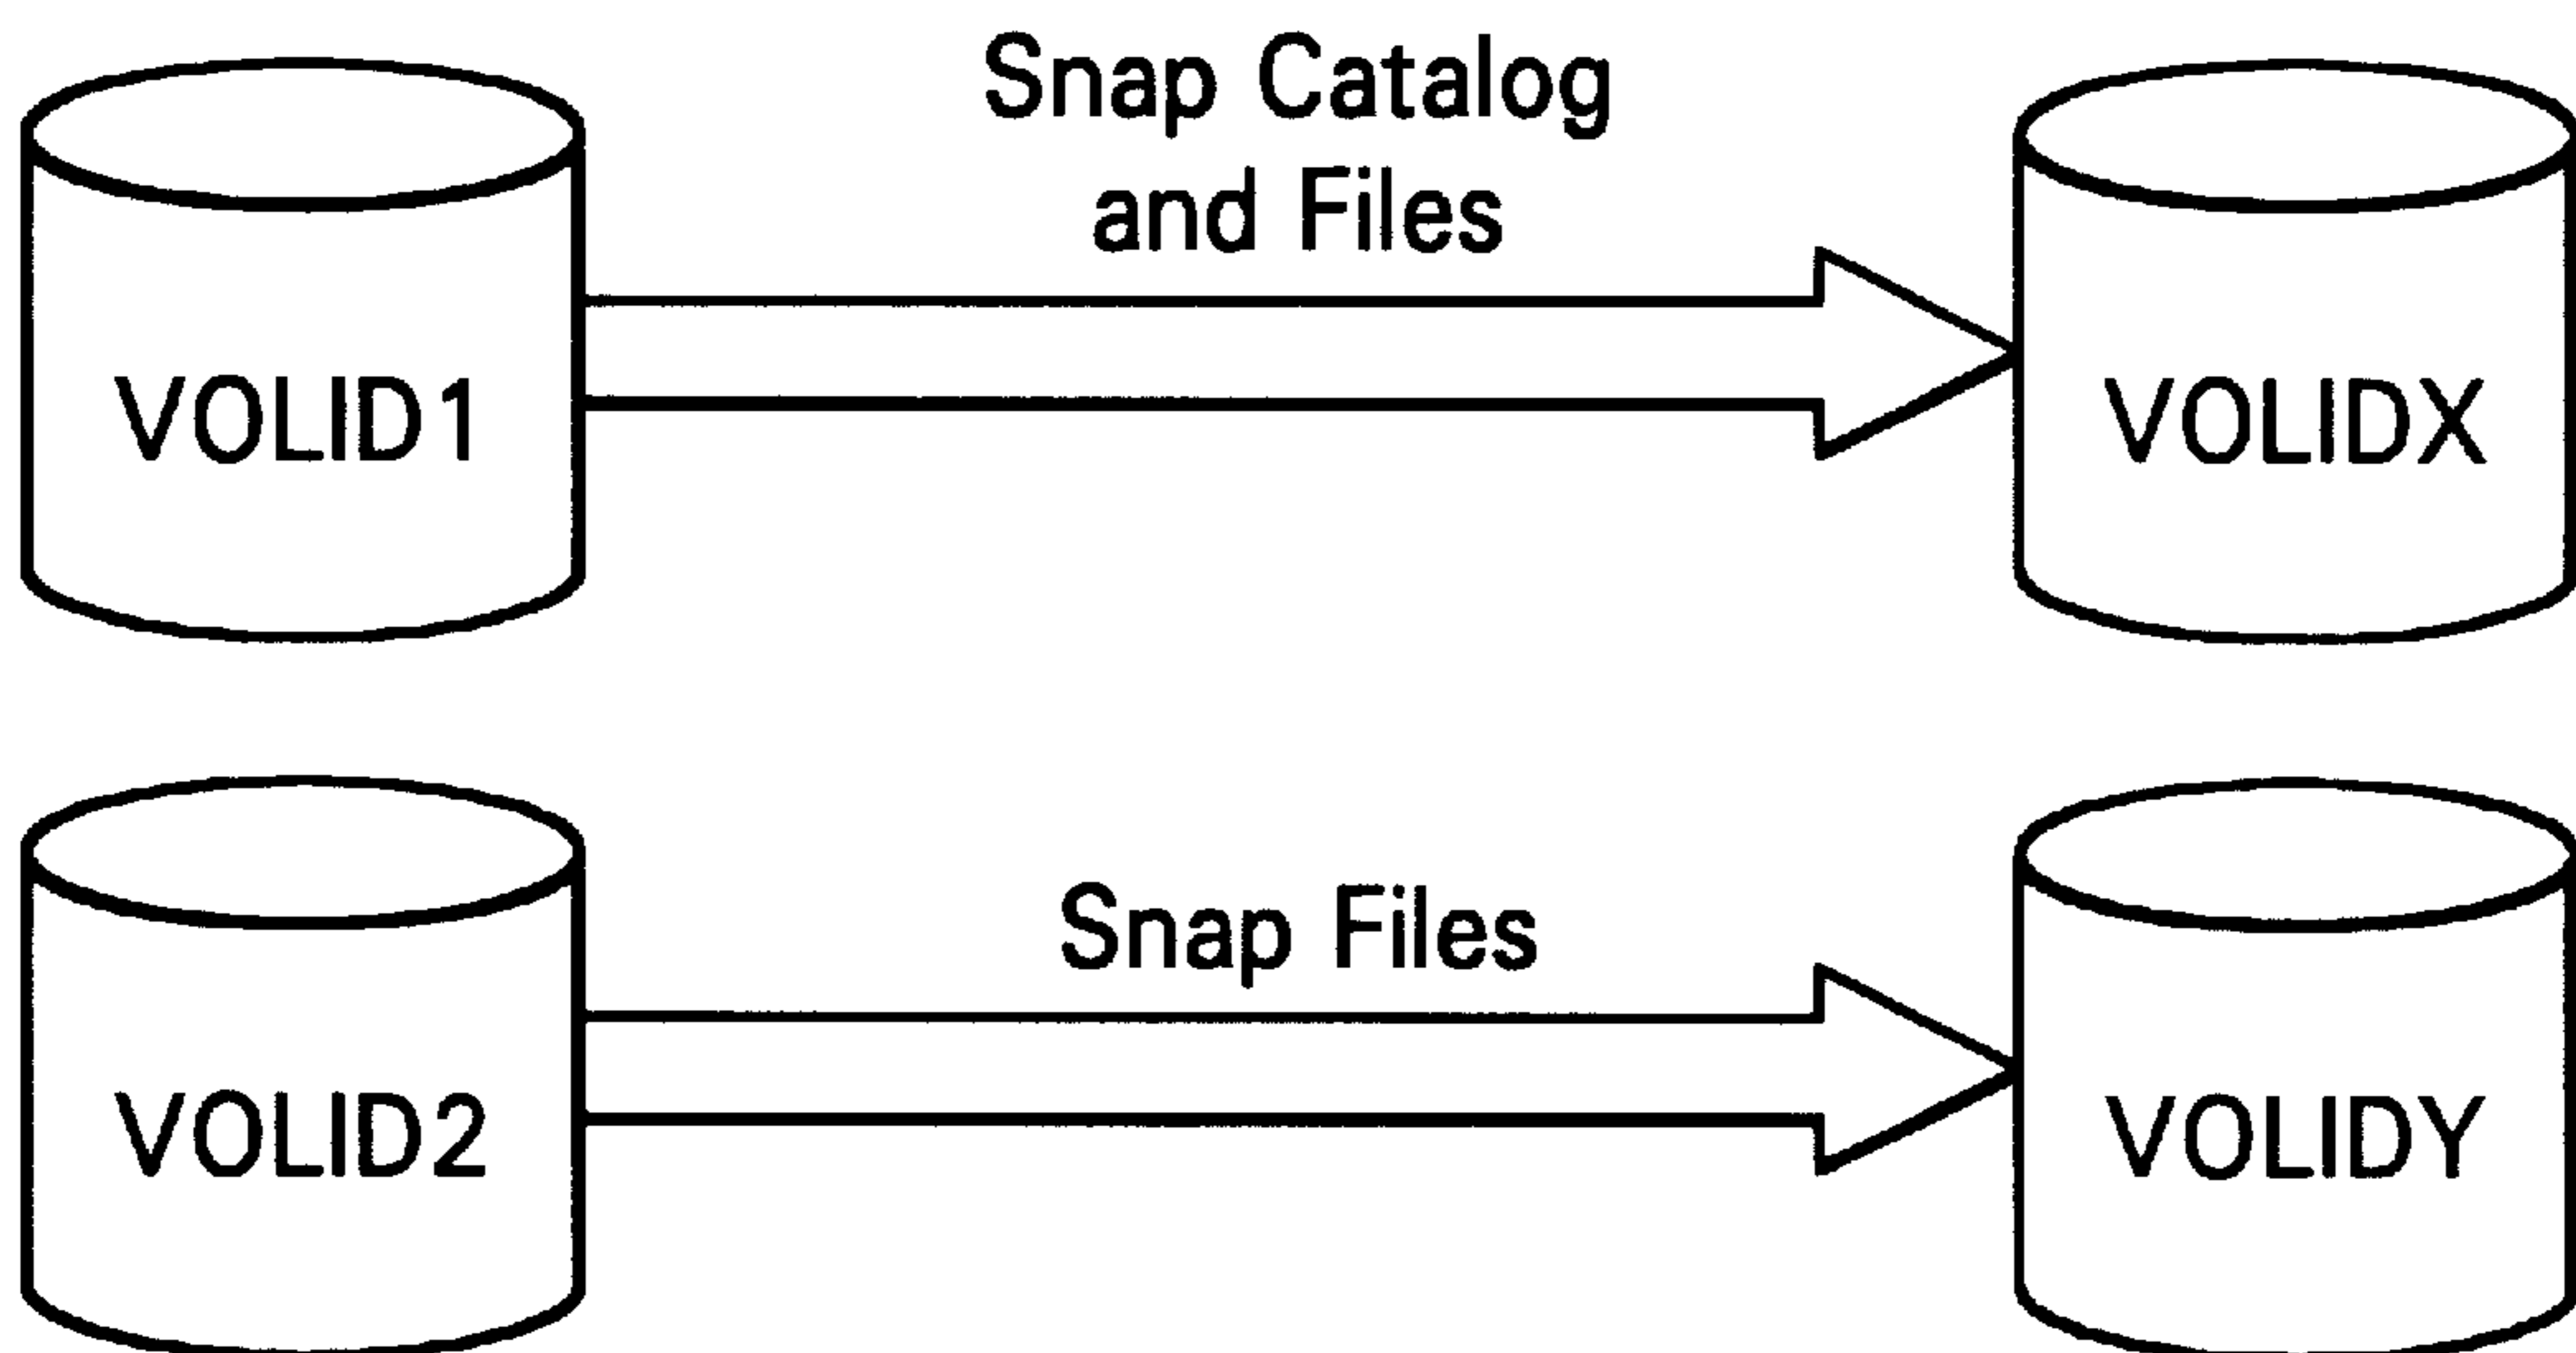 Snap Catalog
and Files
VOLID1
VOLIDX
Snap Files
VOLID2
VOLIDY